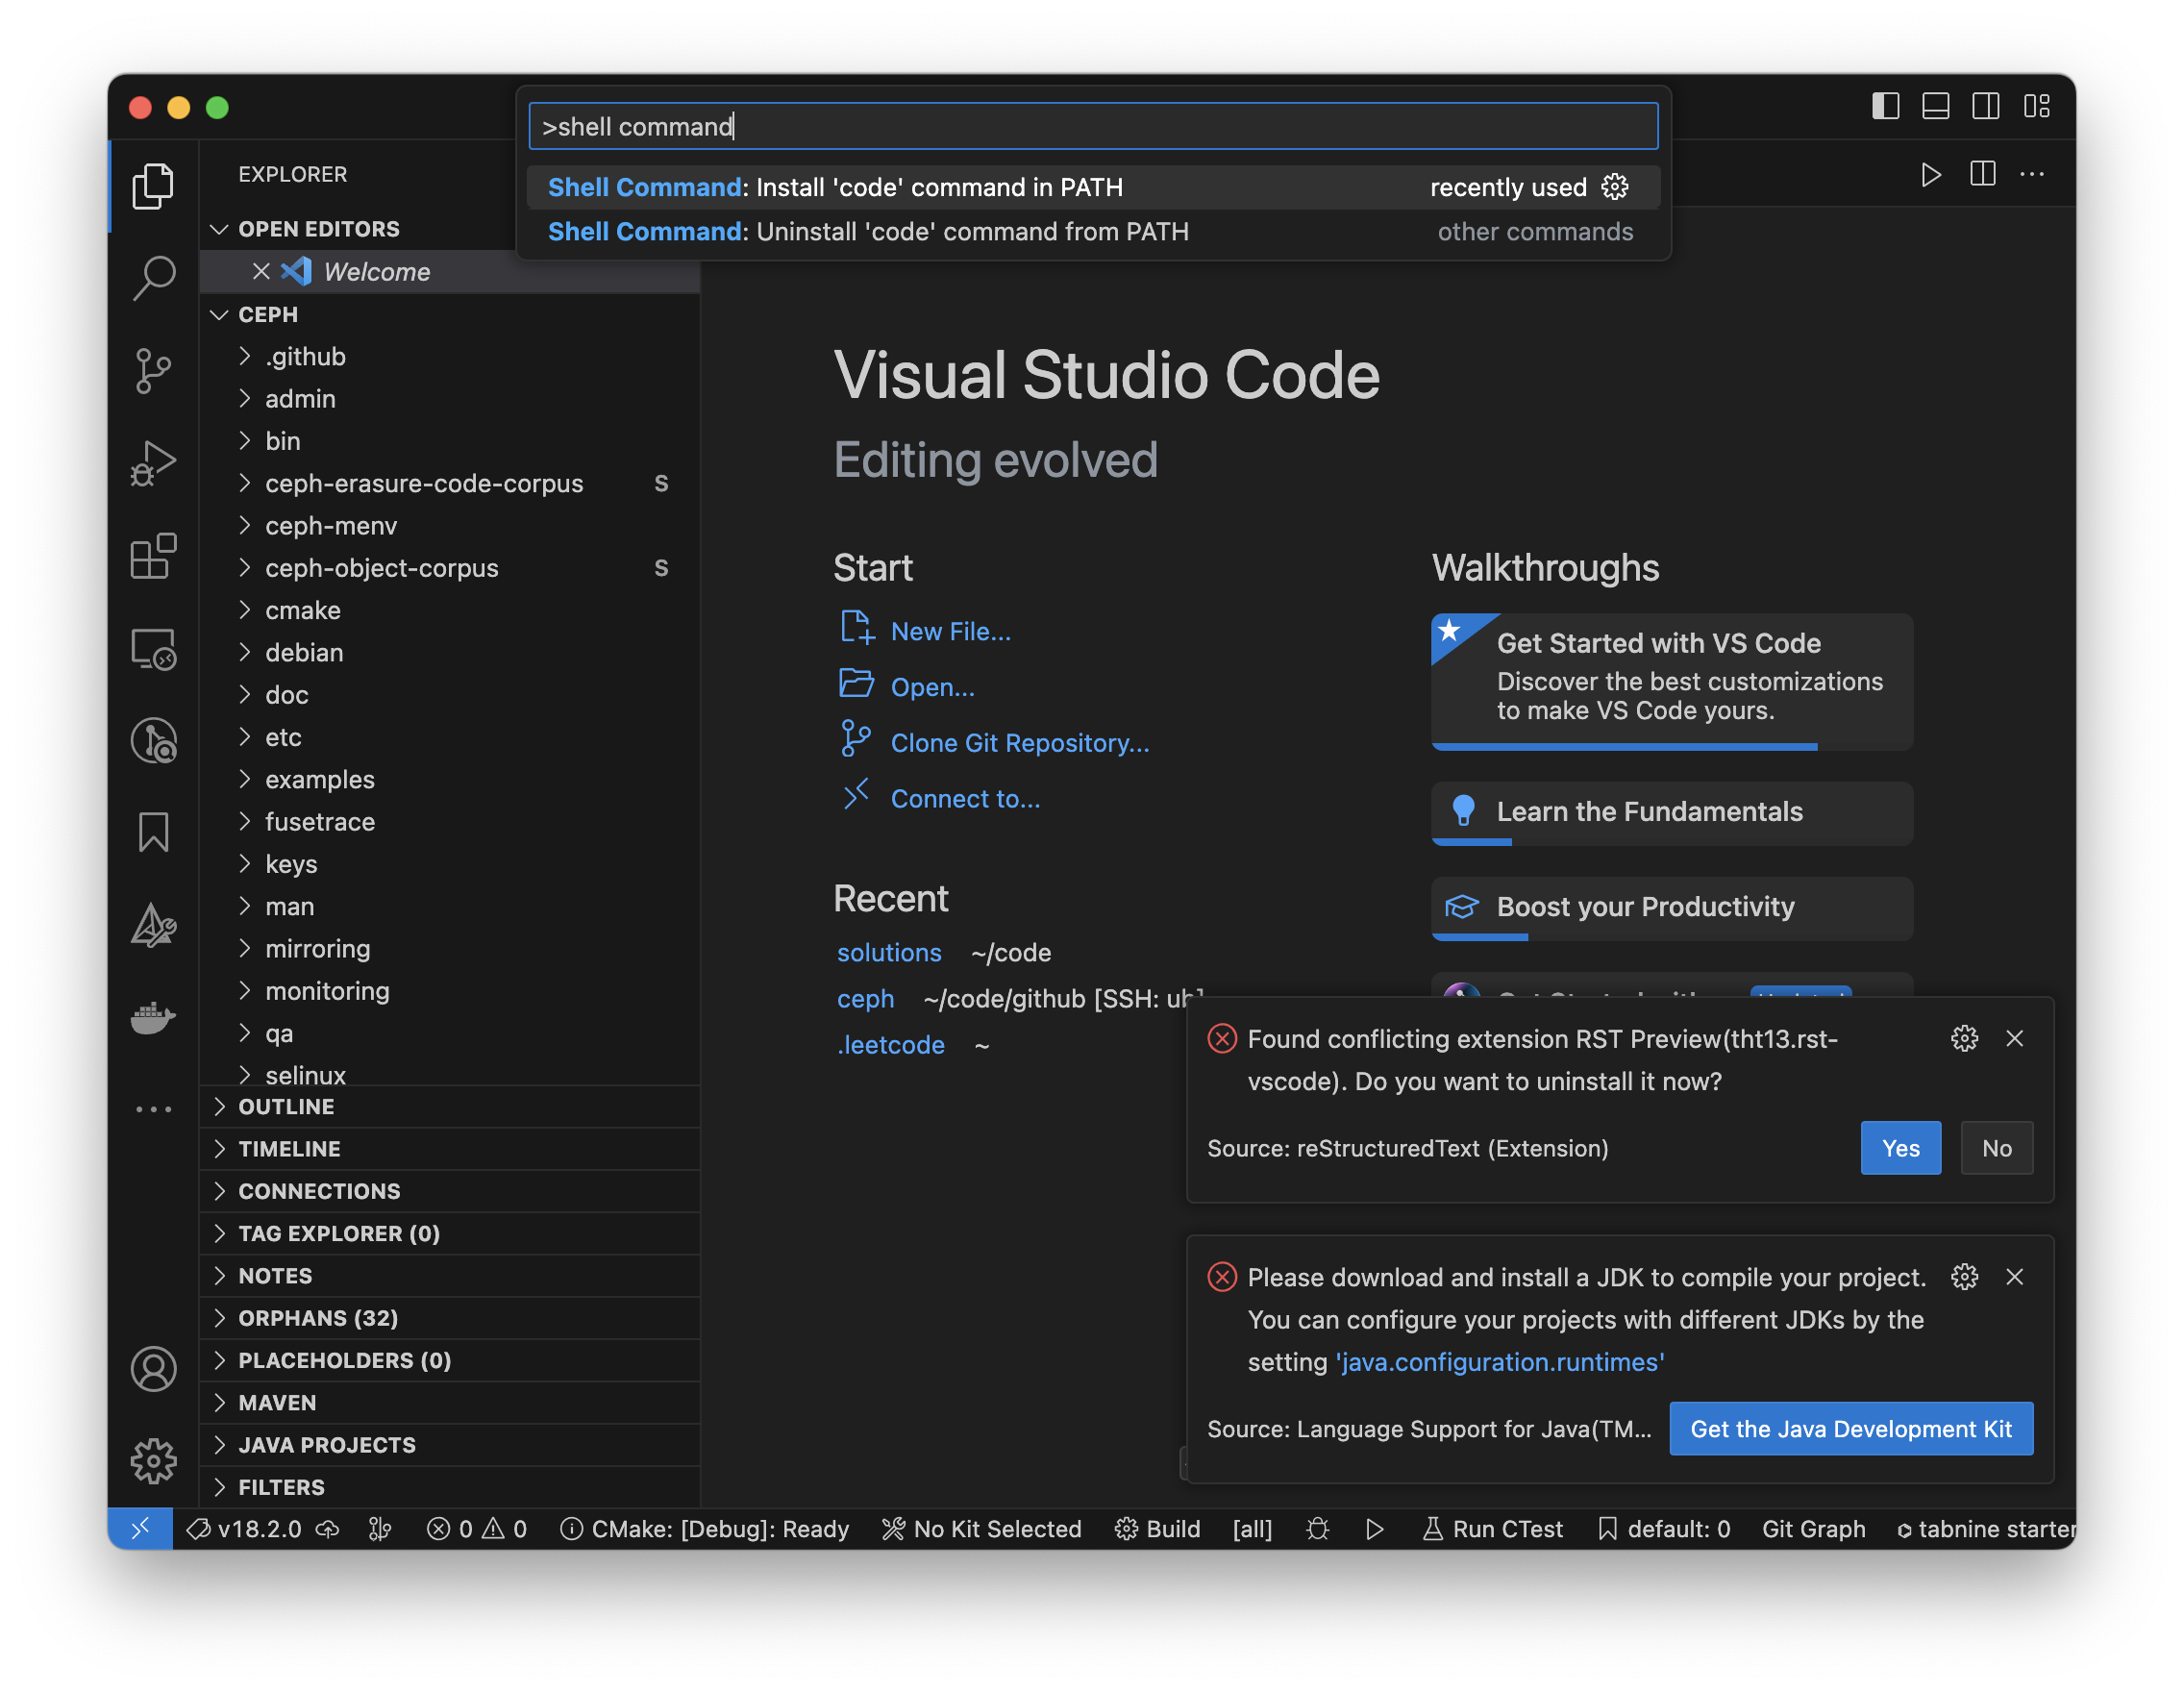 >shell command
Shell Command: Install 'code' command in PATH recently used
Shell Command: Uninstall 'code' command from PATH other commands
EXPLORER
OPEN EDITORS
Welcome
CEPH
.github
admin
bin
ceph-erasure-code-corpus S
ceph-menv
ceph-object-corpus S
cmake
debian
doc
etc
examples
fusetrace
keys
man
mirroring
monitoring
qa
selinux
OUTLINE
TIMELINE
CONNECTIONS
TAG EXPLORER (0)
NOTES
ORPHANS (32)
PLACEHOLDERS (0)
MAVEN
JAVA PROJECTS
FILTERS
Visual Studio Code
Editing evolved
Start
New File...
Open...
Clone Git Repository...
Connect to...
Recent
solutions ~/code
ceph ~/code/github [SSH: ub]
.leetcode ~
Walkthroughs
Get Started with VS Code
Discover the best customizations
to make VS Code yours.
Learn the Fundamentals
Boost your Productivity
Found conflicting extension RST Preview(tht13.rst-
vscode). Do you want to uninstall it now?
Source: reStructuredText (Extension)
Yes No
Please download and install a JDK to compile your project.
You can configure your projects with different JDKs by the
setting 'java.configuration.runtimes'
Source: Language Support for Java(TM... Get the Java Development Kit
v18.2.0 0 0 CMake: [Debug]: Ready No Kit Selected Build [all] Run CTest default: 0 Git Graph tabnine starter